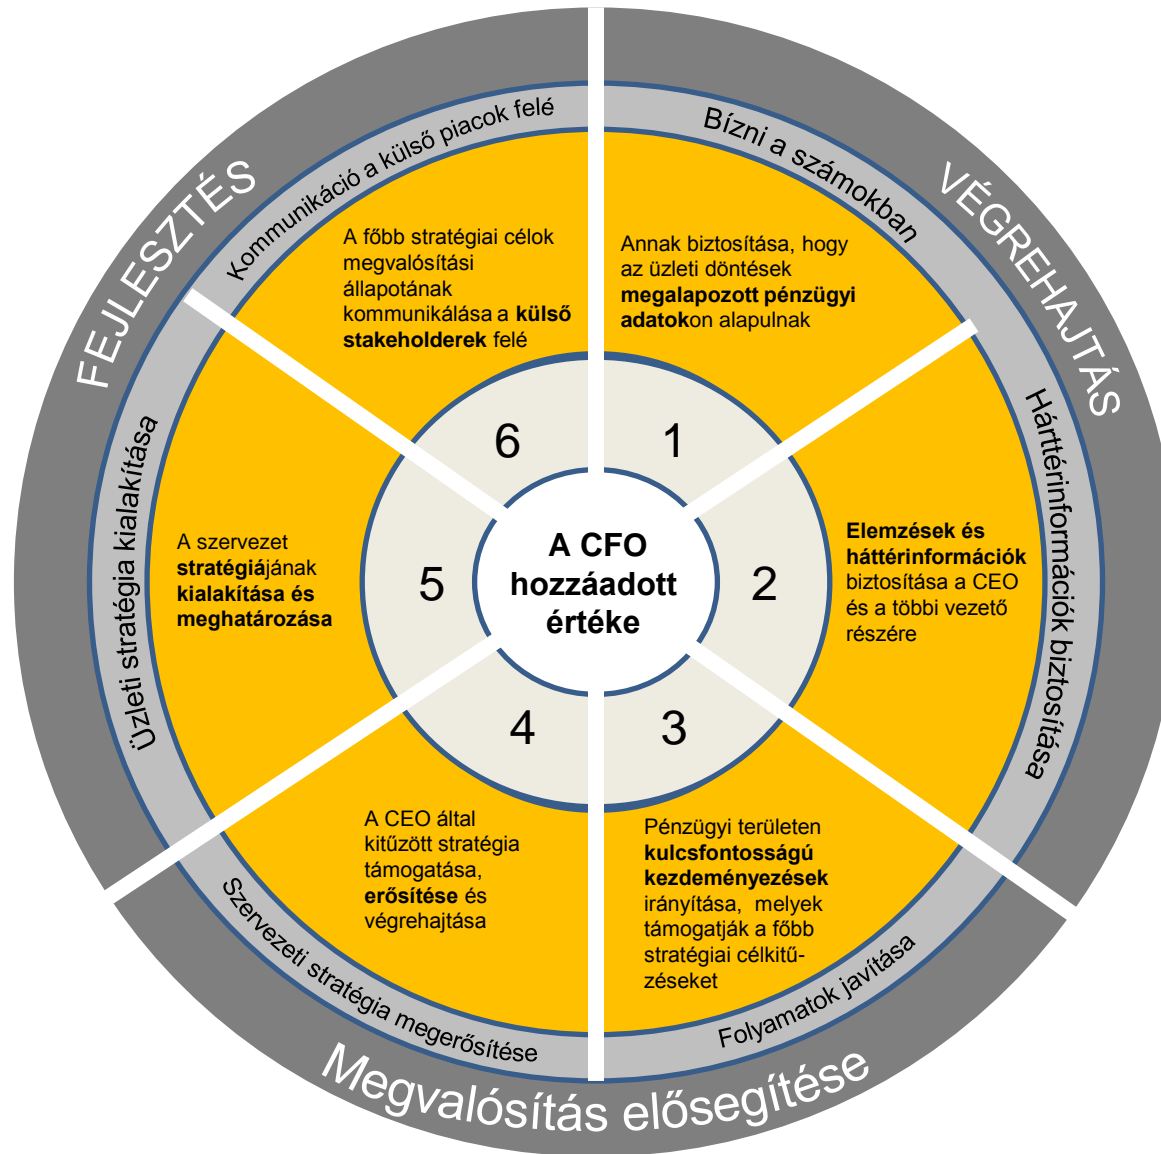 FEJLESZTÉS
VÉGREHAJTÁS
Megvalósítás elősegítése
Kommunikáció a külső piacok felé
Bízni a számokban
Hárttérinformációk biztosítása
Folyamatok javítása
Szervezeti stratégia megerősítése
Üzleti stratégia kialakítása
A CFO
hozzáadott
értéke
1
Annak biztosítása, hogy
az üzleti döntések
megalapozott pénzügyi
adatokon alapulnak
2
Elemzések és
háttérinformációk
biztosítása a CEO
és a többi vezető
részére
3
Pénzügyi területen
kulcsfontosságú
kezdeményezések
irányítása, melyek
támogatják a főbb
stratégiai célkitű-
zéseket
4
A CEO által
kitűzött stratégia
támogatása,
erősítése és
végrehajtása
5
A szervezet
stratégiájának
kialakítása és
meghatározása
6
A főbb stratégiai célok
megvalósítási
állapotának
kommunikálása a külső
stakeholderek felé